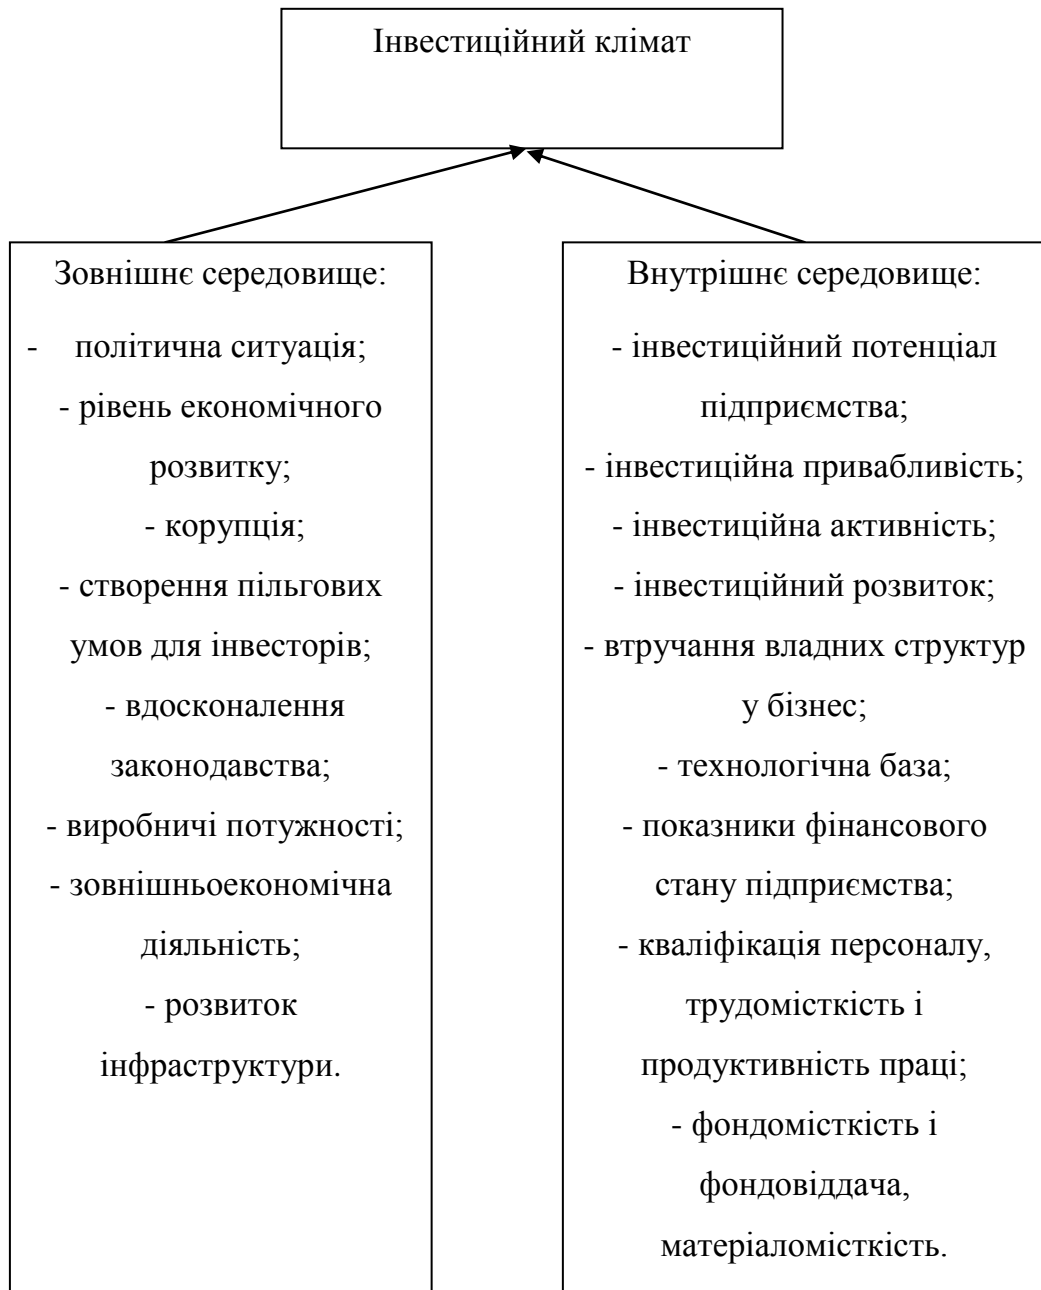 Інвестиційний клімат
Зовнішнє середовище:
- політична ситуація;
- рівень економічного
розвитку;
- корупція;
- створення пільгових
умов для інвесторів;
- вдосконалення
законодавства;
- виробничі потужності;
- зовнішньоекономічна
діяльність;
- розвиток
інфраструктури.
Внутрішнє середовище:
- інвестиційний потенціал
підприємства;
- інвестиційна привабливість;
- інвестиційна активність;
- інвестиційний розвиток;
- втручання владних структур
у бізнес;
- технологічна база;
- показники фінансового
стану підприємства;
- кваліфікація персоналу,
трудомісткість і
продуктивність праці;
- фондомісткість і
фондовіддача,
матеріаломісткість.